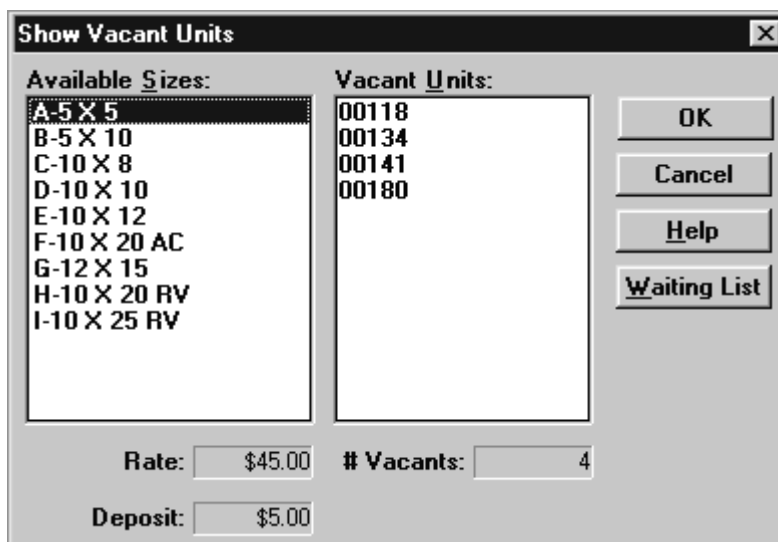 Show Vacant Units
Available Sizes:
A-5 X 5
B-5 X 10
C-10 X 8
D-10 X 10
E-10 X 12
F-10 X 20 AC
G-12 X 15
H-10 X 20 RV
I-10 X 25 RV
Vacant Units:
00118
00134
00141
00180
OK
Cancel
Help
Waiting List
Rate: $45.00
# Vacants: 4
Deposit: $5.00